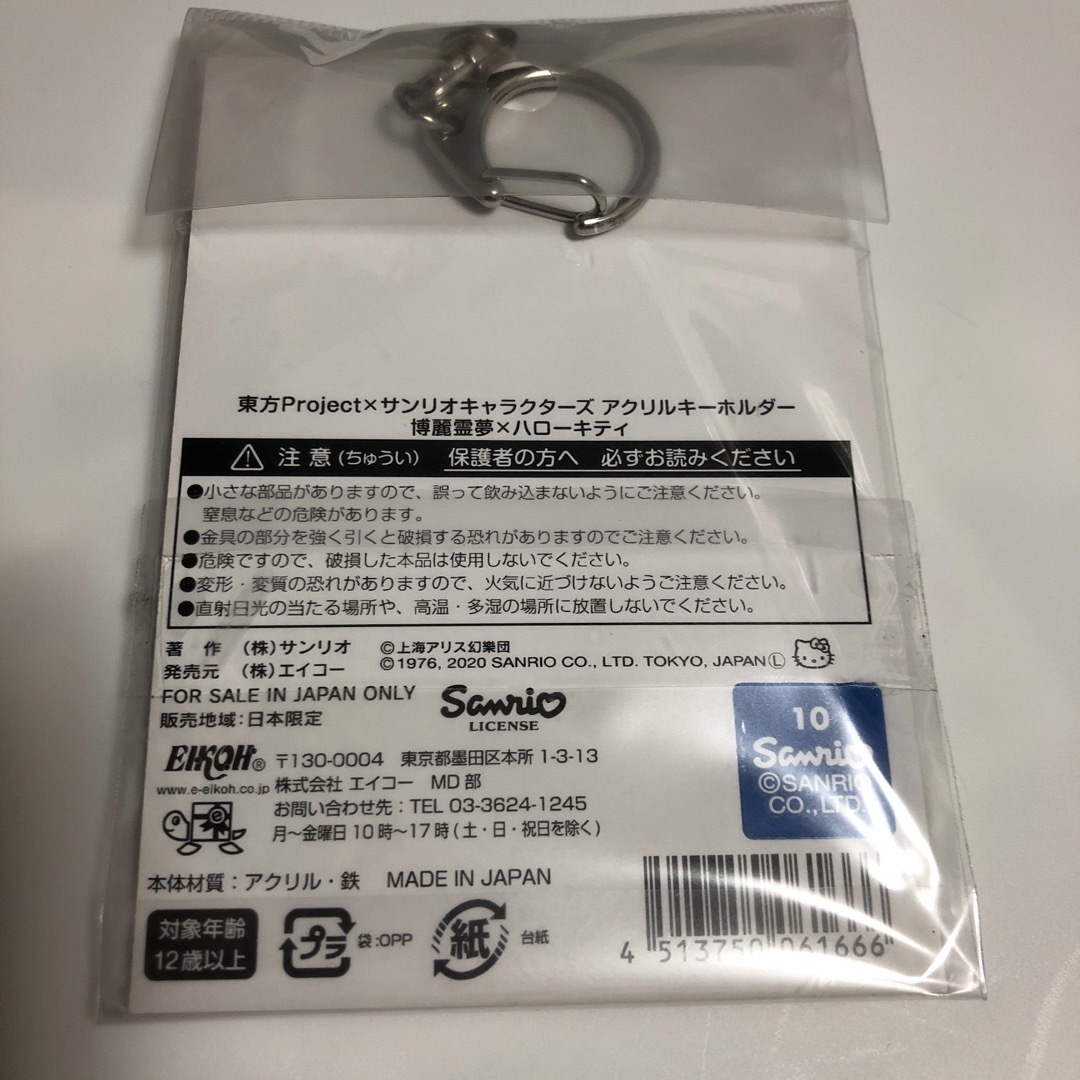 東方Project×サンリオキャラクターズ アクリルキーホルダー
博麗霊夢×ハローキティ
注意(ちゅうい) 保護者の方へ 必ずお読みください
●小さな部品がありますので、誤って飲み込まないようにご注意ください。
窒息などの危険があります。
●金具の部分を強く引くと破損する恐れがありますのでご注意ください。
●危険ですので、破損した本品は使用しないでください。
●変形・変質の恐れがありますので、火気に近づけないようご注意ください。
●直射日光の当たる場所や、高温・多湿の場所に放置しないでください。
著 作 (株)サンリオ ©上海アリス幻樂団
発売元 (株)エイコー ©1976, 2020 SANRIO CO., LTD. TOKYO, JAPAN Ⓛ
FOR SALE IN JAPAN ONLY
販売地域:日本限定
Sanrio
LICENSE
10
Sanrio
©SANRIO
CO.,LTD.
EIKOH® 〒130-0004 東京都墨田区本所 1-3-13
www.e-eikoh.co.jp 株式会社 エイコー MD部
お問い合わせ先:TEL 03-3624-1245
月~金曜日10時~17時(土・日・祝日を除く)
本体材質:アクリル・鉄 MADE IN JAPAN
対象年齢
12歳以上
プラ 袋:OPP
紙 台紙
4 513750 061666